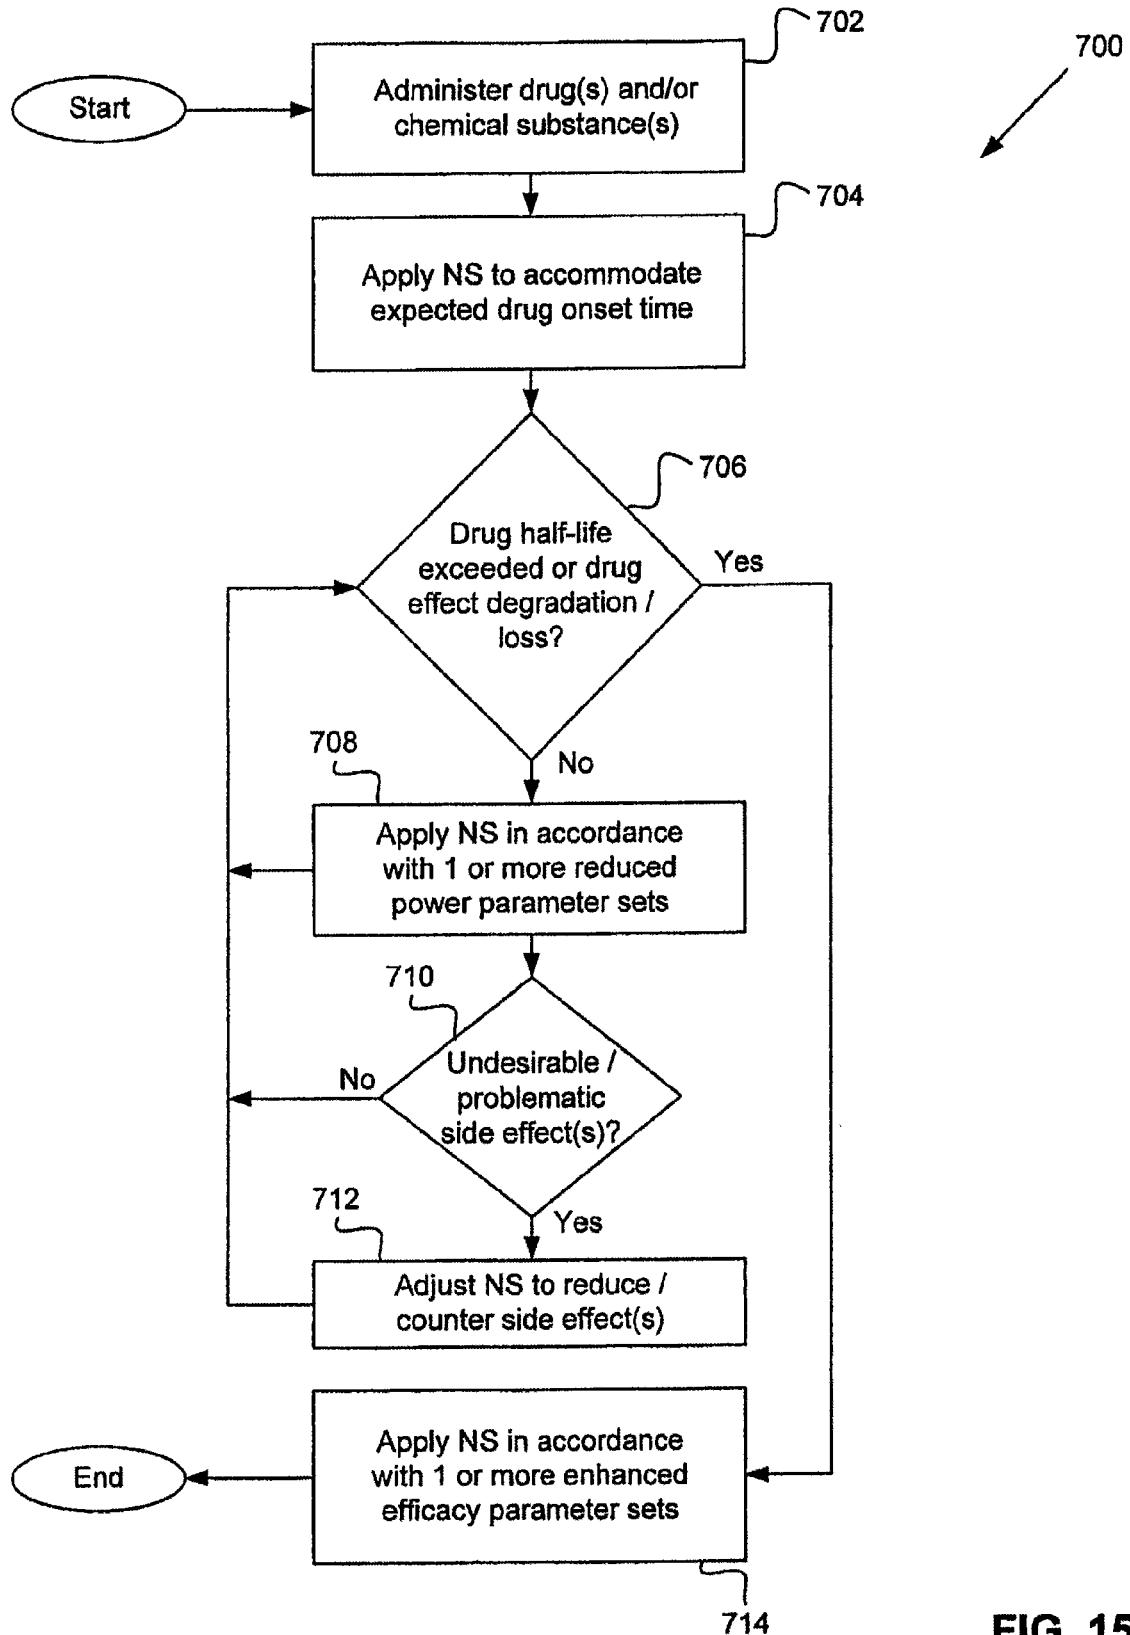 702
700
Start
Administer drug(s) and/or
chemical substance(s)
704
Apply NS to accommodate
expected drug onset time
706
Drug half-life
exceeded or drug
effect degradation /
loss?
Yes
No
708
Apply NS in accordance
with 1 or more reduced
power parameter sets
710
Undesirable /
problematic
side effect(s)?
No
Yes
712
Adjust NS to reduce /
counter side effect(s)
Apply NS in accordance
with 1 or more enhanced
efficacy parameter sets
End
714
FIG. 15